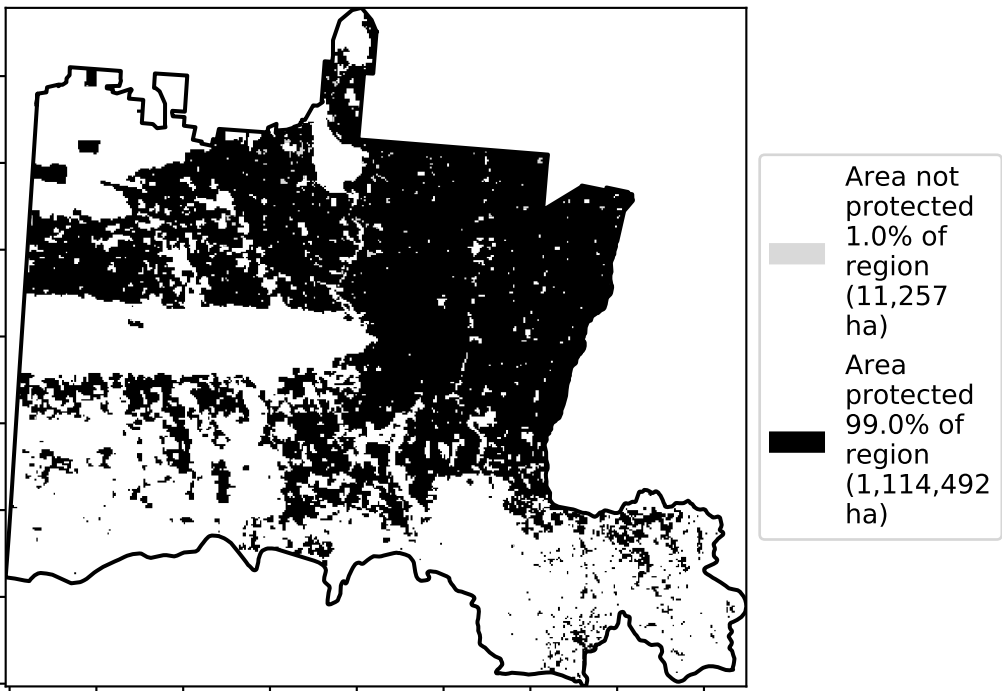 Area not
protected
1.0% of
region
(11,257
ha)
Area
protected
99.0% of
region
(1,114,492
ha)